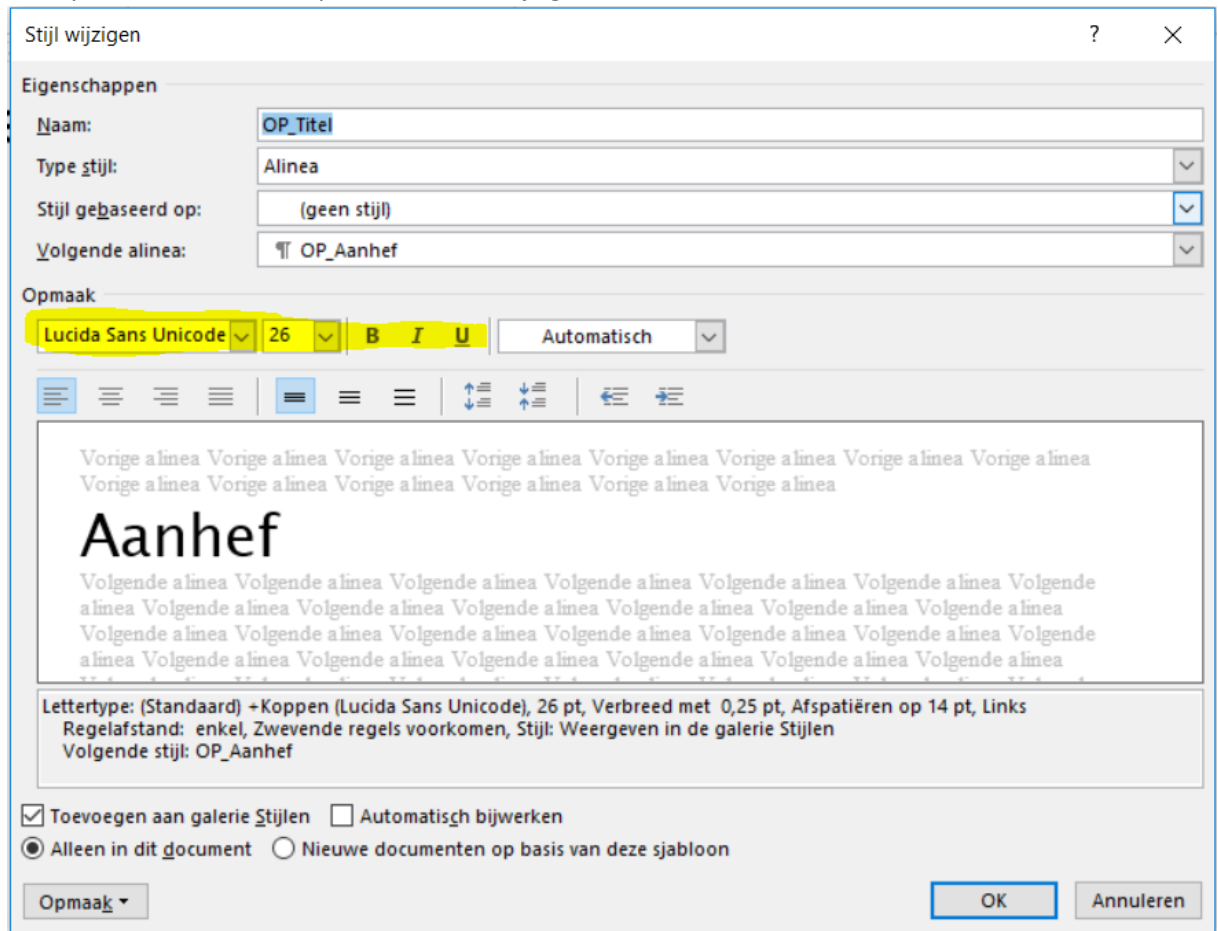 Stijl wijzigen ?
Eigenschappen
Naam: OP_Titel
Type stijl: Alinea
Stijl gebaseerd op: (geen stijl)
Volgende alinea: ¶ OP_Aanhef
Opmaak
Lucida Sans Unicode 26 B I U Automatisch
Vorige alinea Vorige alinea Vorige alinea Vorige alinea Vorige alinea Vorige alinea Vorige alinea Vorige alinea
Vorige alinea Vorige alinea Vorige alinea Vorige alinea Vorige alinea Vorige alinea
Aanhef
Volgende alinea Volgende alinea Volgende alinea Volgende alinea Volgende alinea Volgende alinea Volgende
alinea Volgende alinea Volgende alinea Volgende alinea Volgende alinea Volgende alinea Volgende alinea
Volgende alinea Volgende alinea Volgende alinea Volgende alinea Volgende alinea Volgende alinea Volgende
alinea Volgende alinea Volgende alinea Volgende alinea Volgende alinea Volgende alinea Volgende alinea
Lettertype: (Standaard) +Koppen (Lucida Sans Unicode), 26 pt, Verbreed met 0,25 pt, Afspatiëren op 14 pt, Links
Regelafstand: enkel, Zwevende regels voorkomen, Stijl: Weergeven in de galerie Stijlen
Volgende stijl: OP_Aanhef
Toevoegen aan galerie Stijlen Automatisch bijwerken
Alleen in dit document Nieuwe documenten op basis van deze sjabloon
Opmaak OK Annuleren